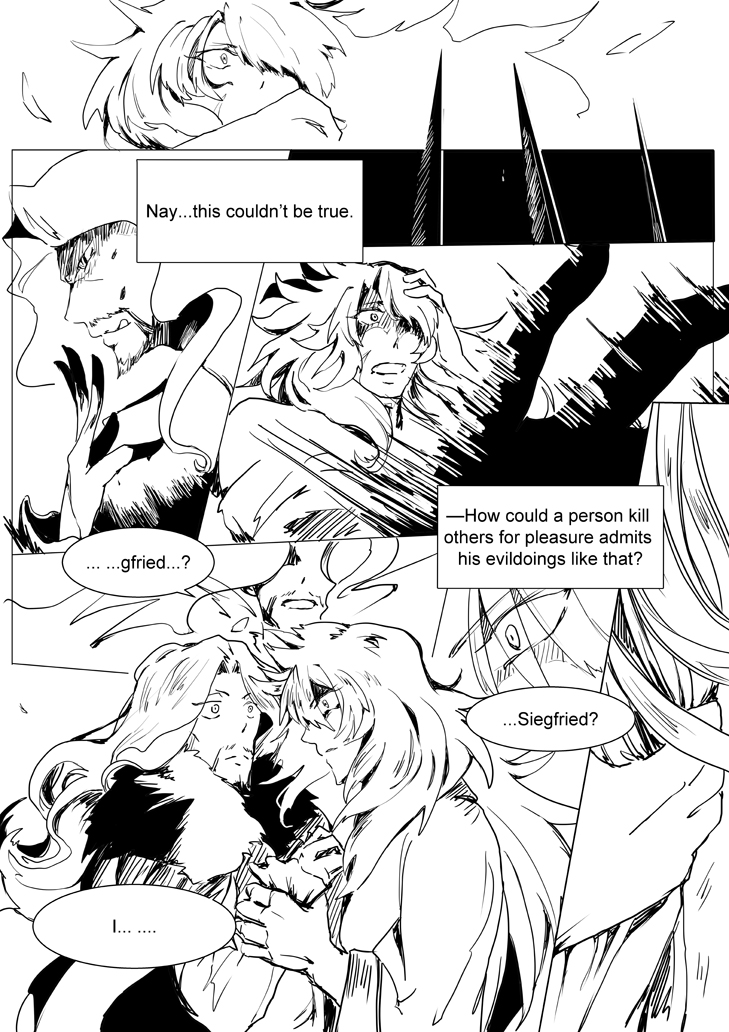 Nay...this couldn't be true.
—How could a person kill
others for pleasure admits
his evildoings like that?
... ...gfried...?
...Siegfried?
I... ....